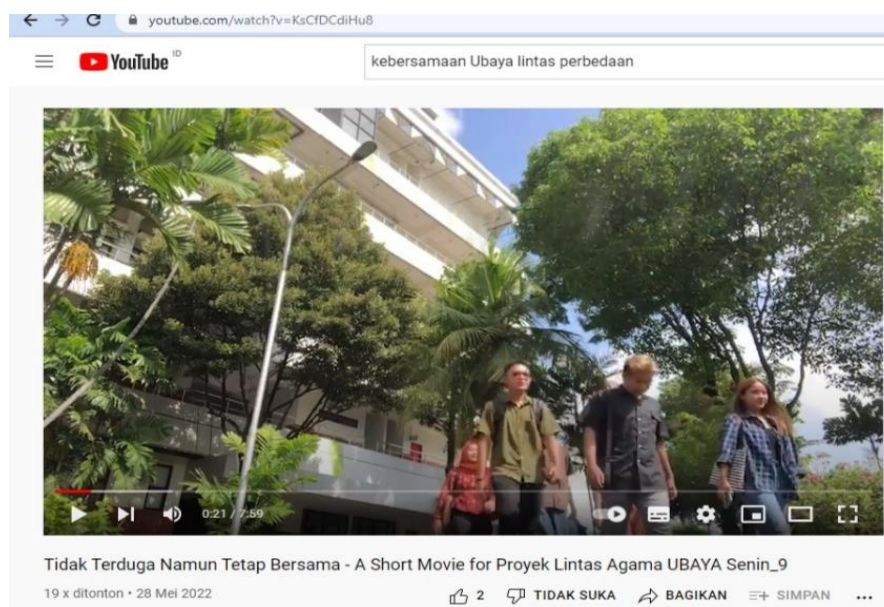 youtube.com/watch?v=KsCfDCdiHu8
YouTube ID
kebersamaan Ubaya lintas perbedaan
0:21 / 7:59
Tidak Terduga Namun Tetap Bersama - A Short Movie for Proyek Lintas Agama UBAYA Senin_9
19 x ditonton • 28 Mei 2022
2 TIDAK SUKA BAGIKAN SIMPAN